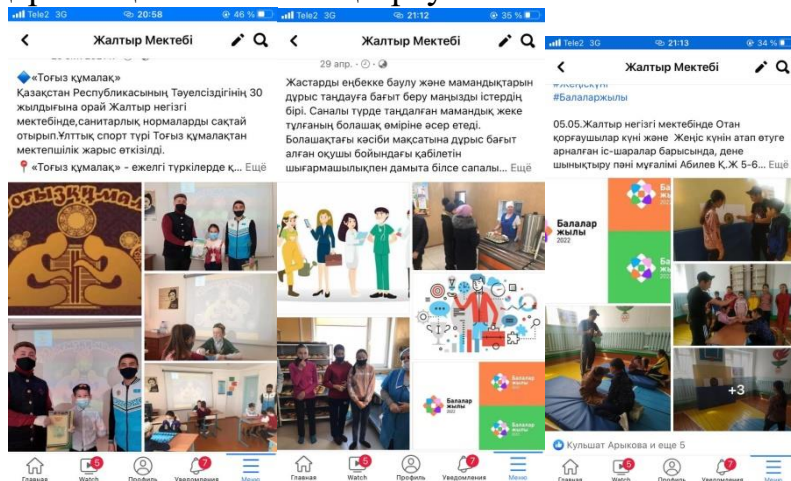 Tele2 3G 20:58 46 %
Жалтыр Мектебі
«Тоғыз құмалақ»
Қазақстан Республикасының Тәуелсіздігінің 30
жылдығына орай Жалтыр негізгі
мектебінде,санитарлық нормаларды сақтай
отырып.Ұлттық спорт түрі Тоғыз құмалақтан
мектепшілік жарыс өткізілді.
«Тоғыз құмалақ» - ежелгі түркілерде қ... Ещё
Главная
Watch
Профиль
Уведомления
Меню
5
7
Tele2 3G 21:12 35 %
Жалтыр Мектебі
29 апр.
Жастарды еңбекке баулу және мамандықтарын
дұрыс таңдауға бағыт беру маңызды істердің
бірі. Саналы түрде таңдалған мамандық жеке
тұлғаның болашақ өміріне әсер етеді.
Болашақтағы кәсіби мақсатына дұрыс бағыт
алған оқушы бойындағы қабілетін
шығармашылықпен дамыта білсе сапалы... Ещё
Балалар
жылы
2022
Балалар
жылы
Балалар
жылы
Главная
Watch
Профиль
Уведомления
Меню
5
7
Tele2 3G 21:13 34 %
Жалтыр Мектебі
#Балаларжылы
05.05.Жалтыр негізгі мектебінде Отан
қорғаушылар күні және Жеңіс күнін атап өтуге
арналған іс-шаралар барысында, дене
шынықтыру пәні мұғалімі Абилев Қ.Ж 5-6... Ещё
Балалар
жылы
2022
+3
Кульшат Арыкова и еще 5
Главная
Watch
Профиль
Уведомления
Меню
5
7